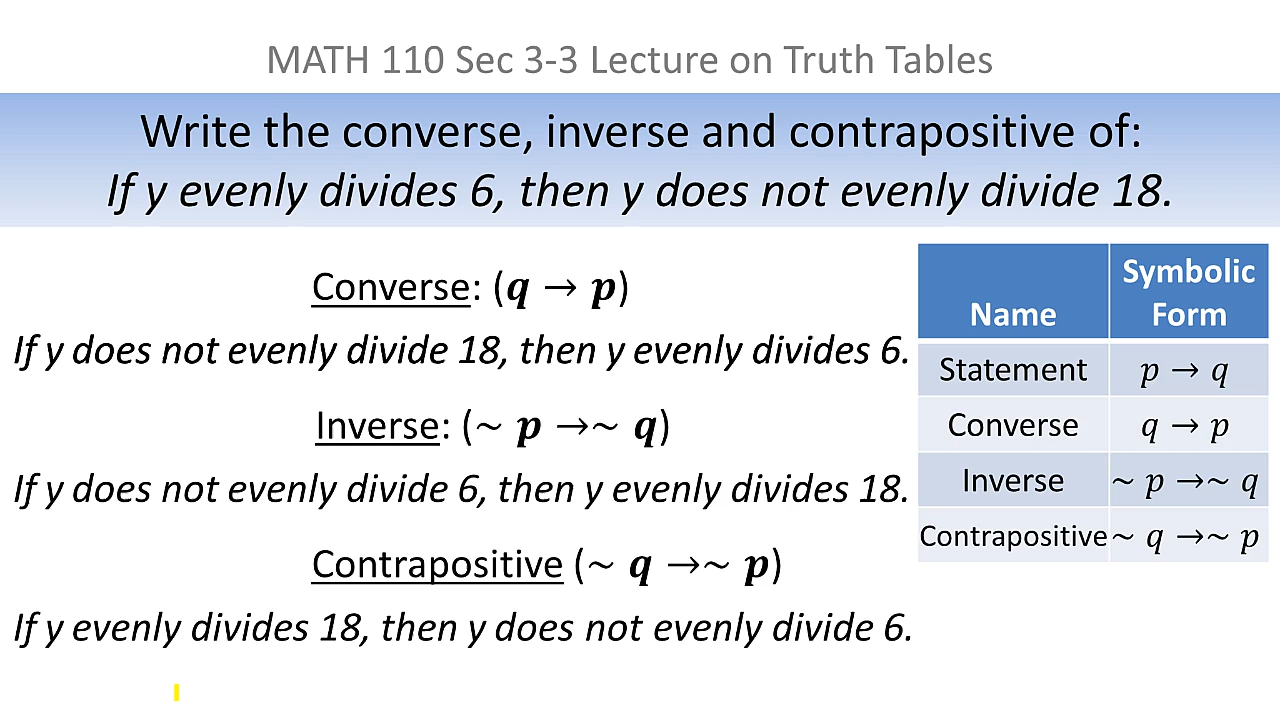 MATH 110 Sec 3-3 Lecture on Truth Tables
Write the converse, inverse and contrapositive of:
If y evenly divides 6, then y does not evenly divide 18.
Converse: (q → p)
If y does not evenly divide 18, then y evenly divides 6.
Inverse: (~ p →~ q)
If y does not evenly divide 6, then y evenly divides 18.
Contrapositive (~ q →~ p)
If y evenly divides 18, then y does not evenly divide 6.
Name Symbolic Form
Statement p → q
Converse q → p
Inverse ~ p →~ q
Contrapositive ~ q →~ p